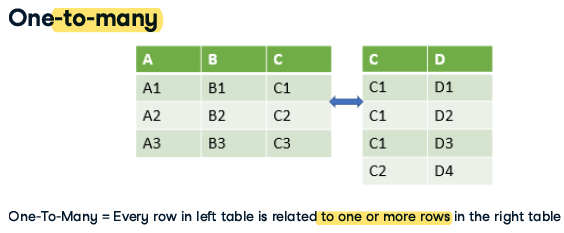 One-to-many
A B C
A1 B1 C1
A2 B2 C2
A3 B3 C3
C D
C1 D1
C1 D2
C1 D3
C2 D4
One-To-Many = Every row in left table is related to one or more rows in the right table